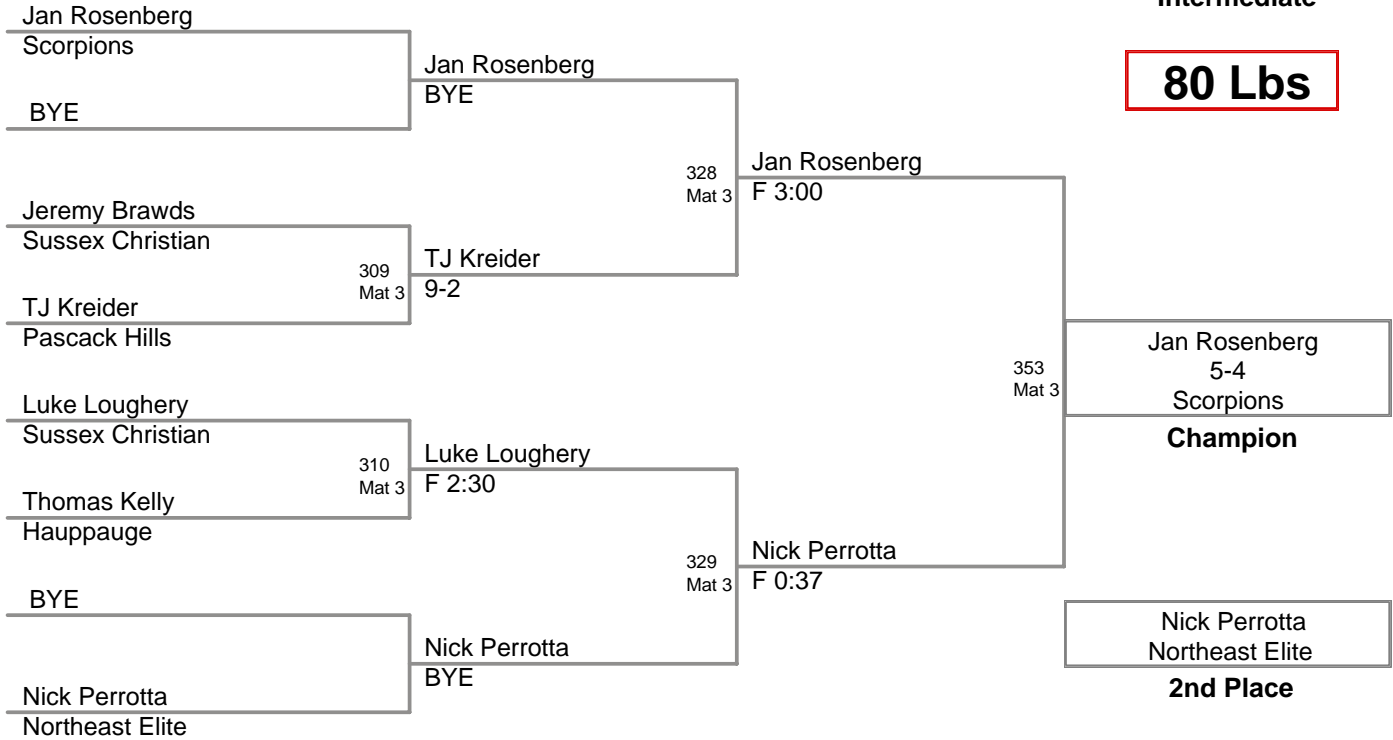 Intermediate
80 Lbs
Jan Rosenberg
Scorpions
BYE
Jeremy Brawds
Sussex Christian
TJ Kreider
Pascack Hills
Luke Loughery
Sussex Christian
Thomas Kelly
Hauppauge
BYE
Nick Perrotta
Northeast Elite
Jan Rosenberg
BYE
309
Mat 3
TJ Kreider
9-2
310
Mat 3
Luke Loughery
F 2:30
Nick Perrotta
BYE
328
Mat 3
Jan Rosenberg
F 3:00
329
Mat 3
Nick Perrotta
F 0:37
353
Mat 3
Jan Rosenberg
5-4
Scorpions
Champion
Nick Perrotta
Northeast Elite
2nd Place